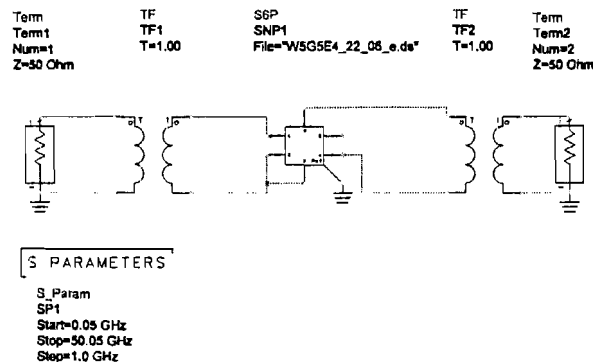 Term
Term1
Num=1
Z=50 Ohm
TF
TF1
T=1.00
S6P
SNP1
File="W5G5E4_22_08_e.ds"
TF
TF2
T=1.00
Term
Term2
Num=2
Z=50 Ohm
T
T
S PARAMETERS
S_Param
SP1
Start=0.05 GHz
Stop=50.05 GHz
Step=1.0 GHz